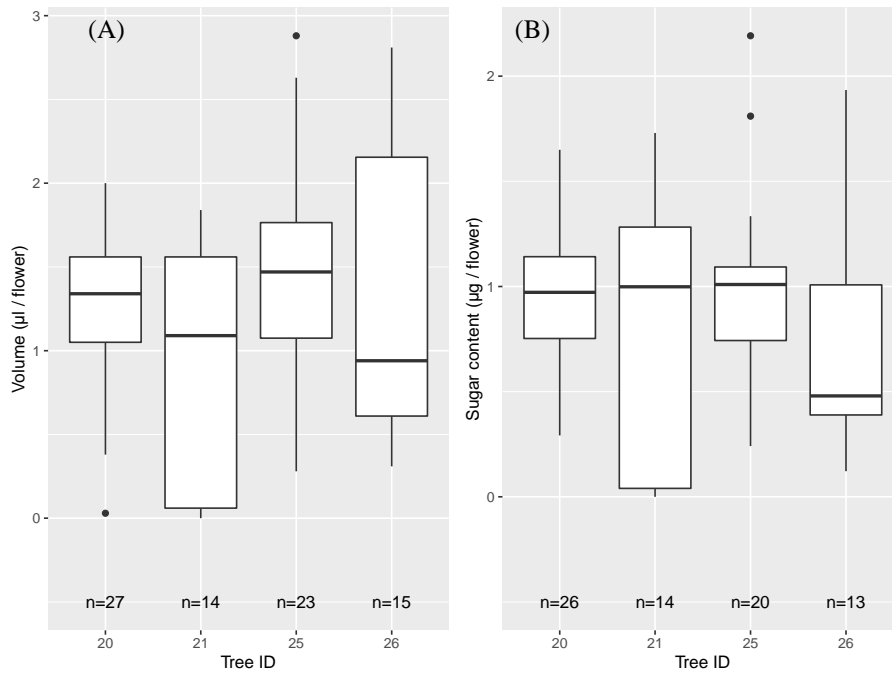 (A)
Volume (µl / flower)
3
2
1
0
n=27 n=14 n=23 n=15
20 21 25 26
Tree ID
(B)
Sugar content (µg / flower)
2
1
0
n=26 n=14 n=20 n=13
20 21 25 26
Tree ID